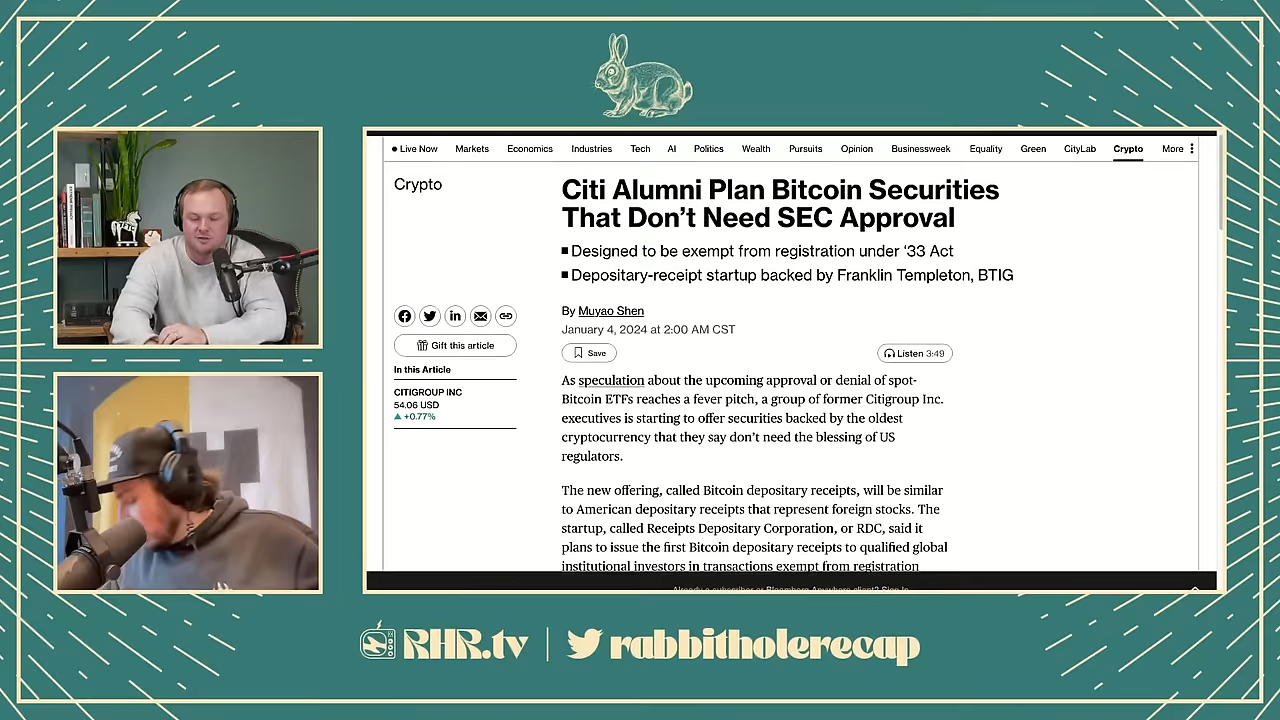 Live Now Markets Economics Industries Tech AI Politics Wealth Pursuits Opinion Businessweek Equality Green CityLab Crypto More
Crypto
Citi Alumni Plan Bitcoin Securities
That Don't Need SEC Approval
Designed to be exempt from registration under '33 Act
Depositary-receipt startup backed by Franklin Templeton, BTIG
By Muyao Shen
January 4, 2024 at 2:00 AM CST
Gift this article
Save
Listen 3:49
In this Article
CITIGROUP INC
54.06 USD
+0.77%
As speculation about the upcoming approval or denial of spot-
Bitcoin ETFs reaches a fever pitch, a group of former Citigroup Inc.
executives is starting to offer securities backed by the oldest
cryptocurrency that they say don't need the blessing of US
regulators.
The new offering, called Bitcoin depositary receipts, will be similar
to American depositary receipts that represent foreign stocks. The
startup, called Receipts Depositary Corporation, or RDC, said it
plans to issue the first Bitcoin depositary receipts to qualified global
institutional investors in transactions exempt from registration
Already a subscriber or Bloomberg Anywhere client? Sign In
RHR.tv
rabbitholerecap